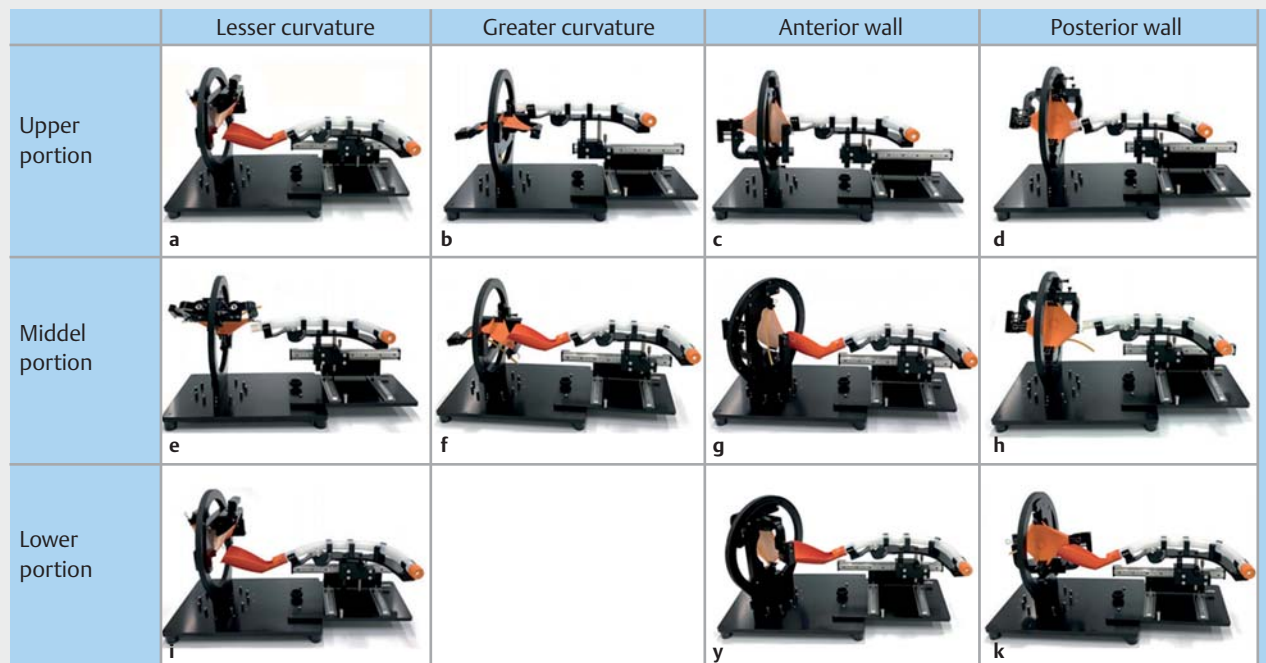 Lesser curvature
Greater curvature
Anterior wall
Posterior wall
Upper
portion
a
b
c
d
Middel
portion
e
f
g
h
Lower
portion
i
y
k